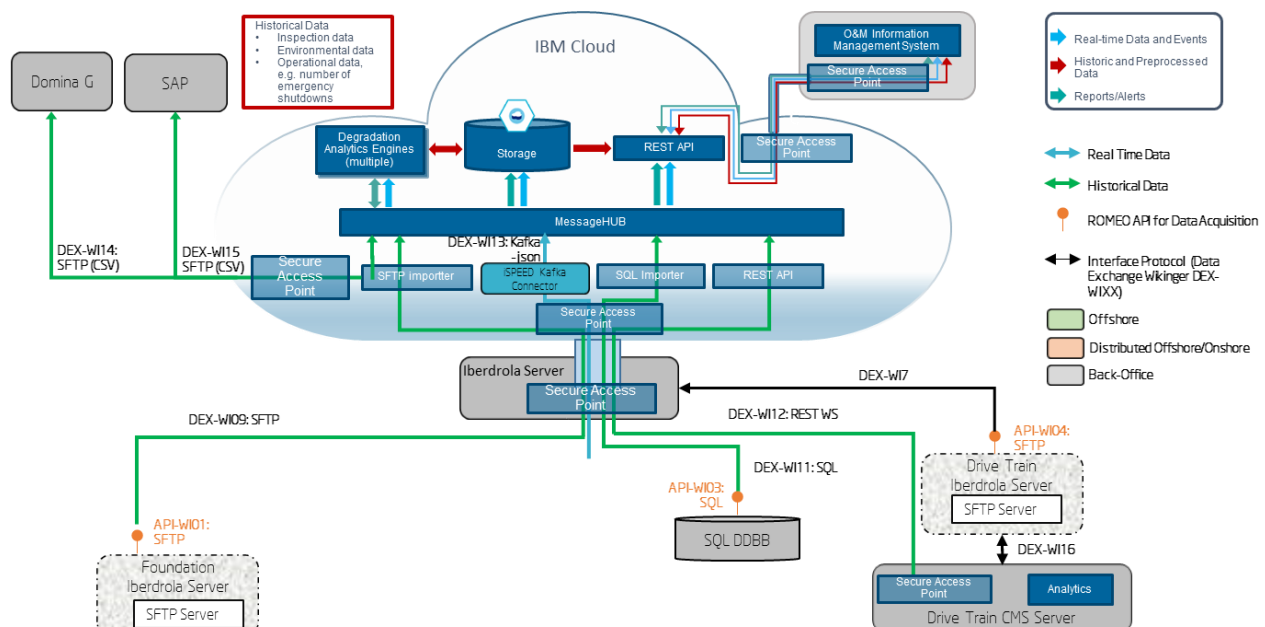 Historical Data
• Inspection data
• Environmental data
• Operational data,
e.g. number of
emergency
shutdowns
IBM Cloud
O&M Information
Management System
Secure Access
Point
Real-time Data and Events
Historic and Preprocessed
Data
Reports/Alerts
Domina G
SAP
Degradation
Analytics Engines
(multiple)
Storage
REST API
Secure Access
Point
Real Time Data
Historical Data
ROMEO API for Data Acquisition
Interface Protocol (Data
Exchange Wikinger DEX-
WIXX)
Offshore
Distributed Offshore/Onshore
Back-Office
MessageHUB
DEX-WI14:
SFTP (CSV)
DEX-WI15
SFTP (CSV)
DEX-WI13: Kafka
-json
Secure
Access
Point
SFTP importter
iSPEED Kafka
Connector
SQL Importer
REST API
Secure Access
Point
Iberdrola Server
Secure Access
Point
DEX-WI7
DEX-WI09: SFTP
DEX-WI12: REST WS
DEX-WI11: SQL
API-WI04:
SFTP
Drive Train
Iberdrola Server
SFTP Server
API-WI03:
SQL
SQL DDBB
API-WI01:
SFTP
Foundation
Iberdrola Server
SFTP Server
DEX-WI16
Secure Access
Point
Analytics
Drive Train CMS Server